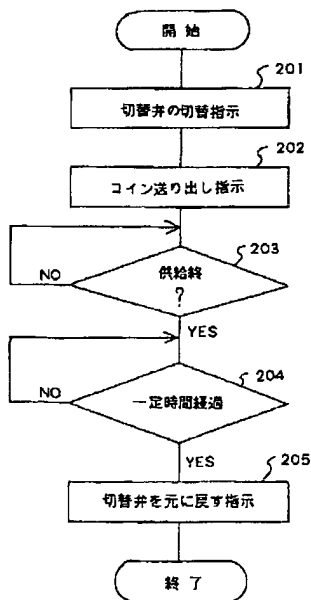 開始
201
切替弁の切替指示
202
コイン送り出し指示
203
供給終
?
NO
YES
204
一定時間経過
NO
YES
205
切替弁を元に戻す指示
終了